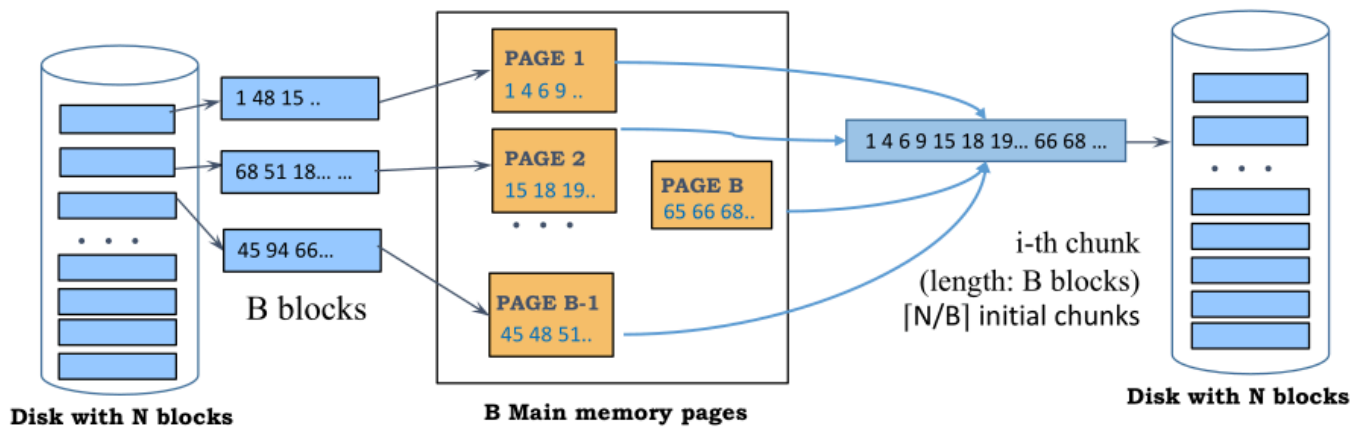 1 48 15 ..
68 51 18... ...
45 94 66...
B blocks
Disk with N blocks
PAGE 1
1 4 6 9 ..
PAGE 2
15 18 19..
. . .
PAGE B
65 66 68..
PAGE B-1
45 48 51..
B Main memory pages
1 4 6 9 15 18 19... 66 68 ...
i-th chunk
(length: B blocks)
⌈N/B⌉ initial chunks
. . .
. . .
Disk with N blocks